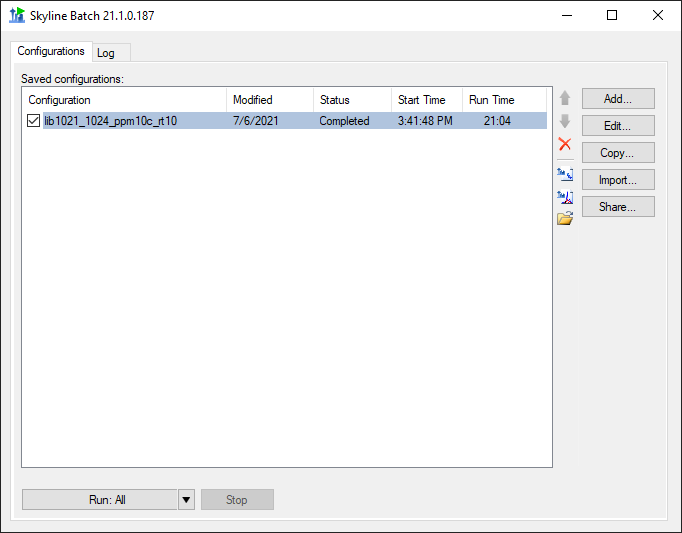 Skyline Batch 21.1.0.187
Configurations Log
Saved configurations:
Configuration Modified Status Start Time Run Time
lib1021_1024_ppm10c_rt10 7/6/2021 Completed 3:41:48 PM 21:04
Add...
Edit...
Copy...
Import...
Share...
Run: All Stop